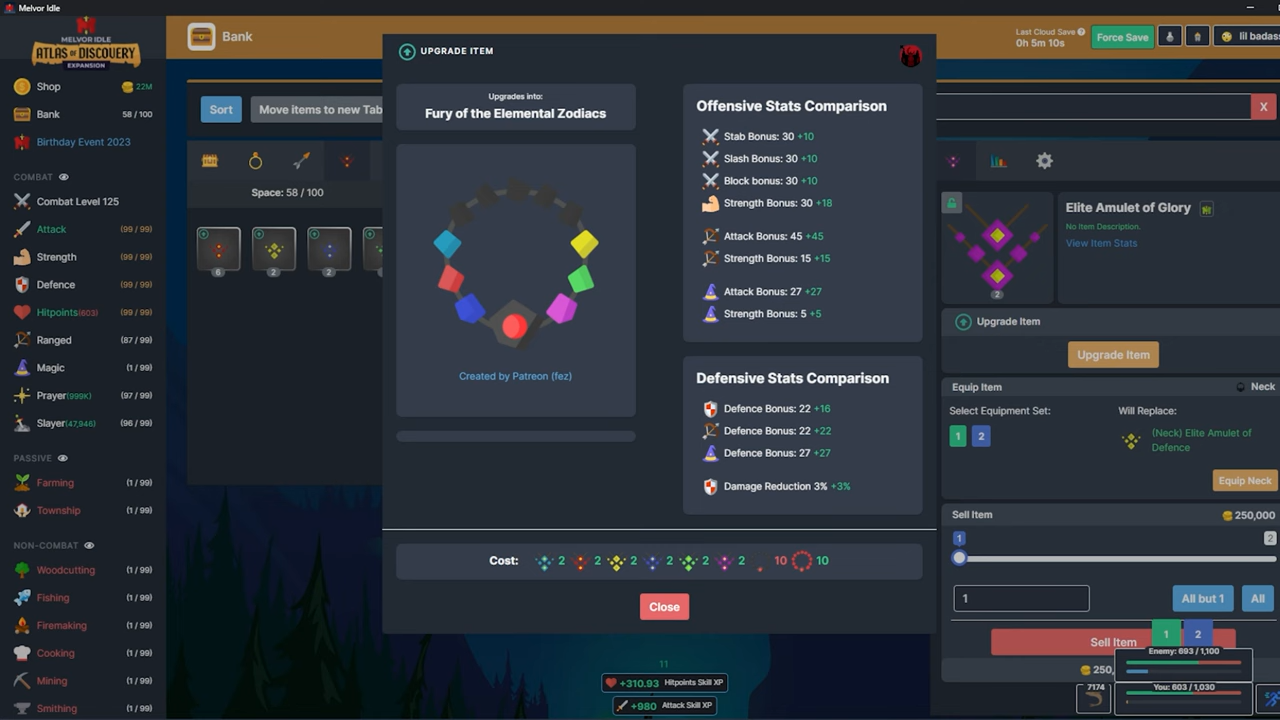 Melvor Idle
MELVOR IDLE
ATLAS OF DISCOVERY
EXPANSION
Shop
22M
Bank
58 / 100
Birthday Event 2023
COMBAT
Combat Level 125
Attack
(99 / 99)
Strength
(99 / 99)
Defence
(99 / 99)
Hitpoints(603)
(99 / 99)
Ranged
(87 / 99)
Magic
(1 / 99)
Prayer(999K)
(97 / 99)
Slayer(47,946)
(96 / 99)
PASSIVE
Farming
(1 / 99)
Township
(1 / 99)
NON-COMBAT
Woodcutting
(1 / 99)
Fishing
(1 / 99)
Firemaking
(1 / 99)
Cooking
(1 / 99)
Mining
(1 / 99)
Smithing
(1 / 99)
Bank
Last Cloud Save
0h 5m 10s
Force Save
lil badas
Sort
Move items to new Tab
X
Space: 58 / 100
6
2
2
UPGRADE ITEM
Upgrades into:
Fury of the Elemental Zodiacs
Created by Patreon (fez)
Offensive Stats Comparison
Stab Bonus: 30 +10
Slash Bonus: 30 +10
Block bonus: 30 +10
Strength Bonus: 30 +18
Attack Bonus: 45 +45
Strength Bonus: 15 +15
Attack Bonus: 27 +27
Strength Bonus: 5 +5
Defensive Stats Comparison
Defence Bonus: 22 +16
Defence Bonus: 22 +22
Defence Bonus: 27 +27
Damage Reduction 3% +3%
Cost: 2 2 2 2 2 2 10 10
Close
Elite Amulet of Glory
No Item Description.
View Item Stats
2
Upgrade Item
Upgrade Item
Equip Item
Neck
Select Equipment Set:
Will Replace:
1 2
(Neck) Elite Amulet of
Defence
Equip Neck
Sell Item
250,000
1
2
1
All but 1
All
Sell Item
1 2
250,
Enemy: 693 / 1,100
7174
You: 603 / 1,030
11
+310.93 Hitpoints Skill XP
+980 Attack Skill XP